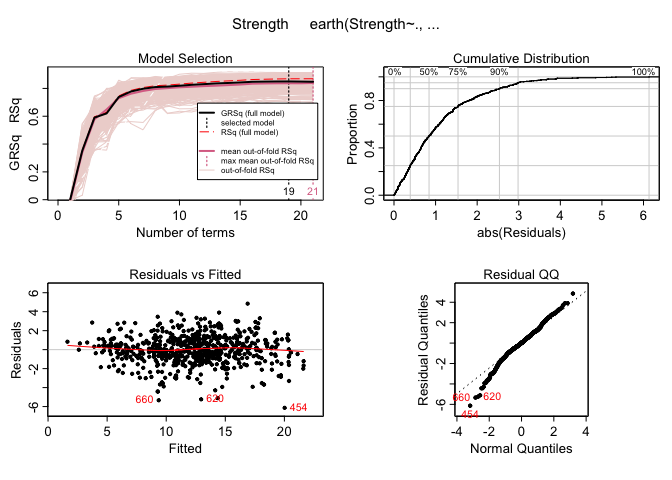 Strength earth(Strength~., ...
Model Selection
GRSq RSq
0 0.2 0.6
GRSq (full model)
selected model
RSq (full model)
mean out-of-fold RSq
max mean out-of-fold RSq
out-of-fold RSq
19 21
0 5 10 15 20
Number of terms
Cumulative Distribution
Proportion
0.0 0.4 0.8
0% 50% 75% 90% 100%
0 1 2 3 4 5 6
abs(Residuals)
Residuals vs Fitted
Residuals
-6 -2 2 4 6
660 620 454
0 5 10 15 20
Fitted
Residual QQ
Residual Quantiles
-6 -2 2 4
660 620
454
-4 -2 0 2 4
Normal Quantiles